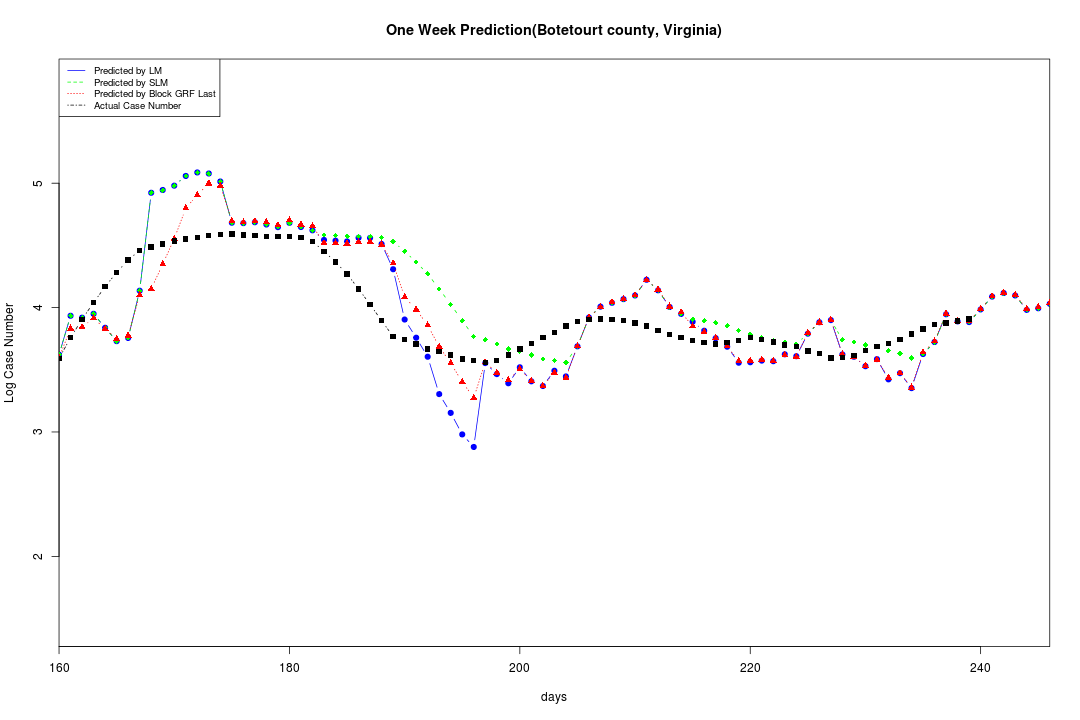 One Week Prediction(Botetourt county, Virginia)
Predicted by LM
Predicted by SLM
Predicted by Block GRF Last
Actual Case Number
5
4
3
2
Log Case Number
160 180 200 220 240
days